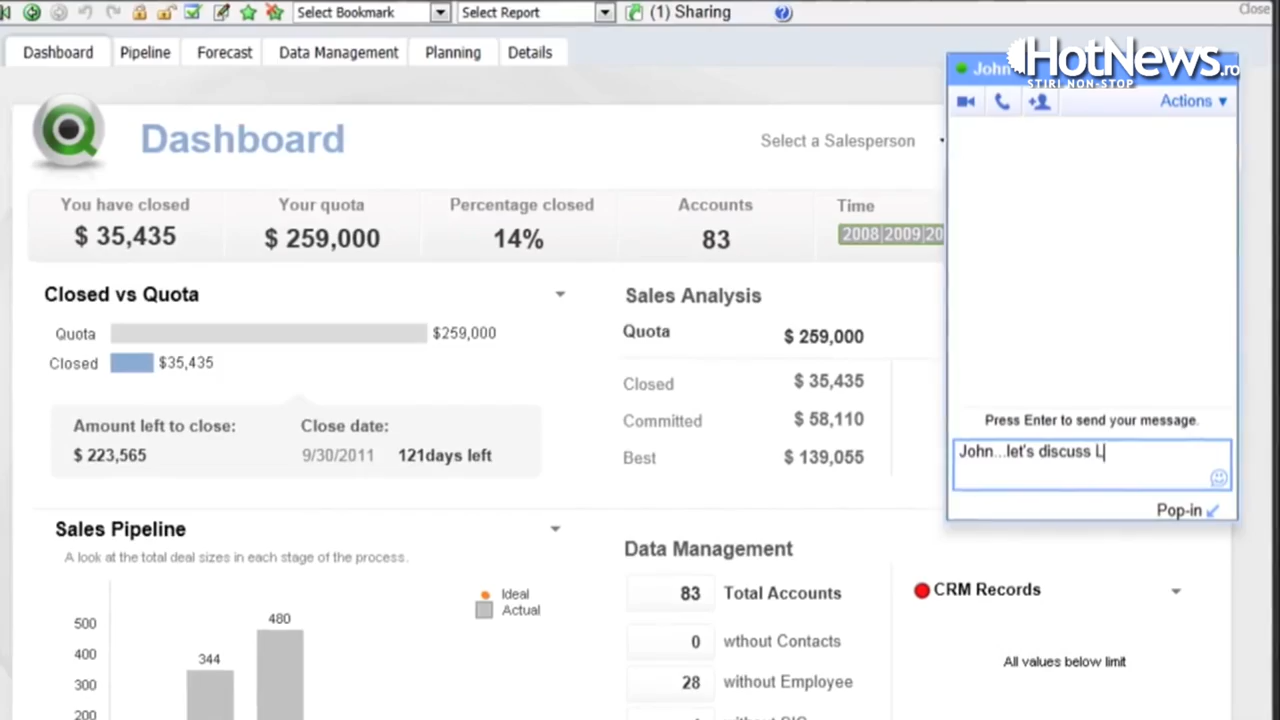 Select Bookmark
Select Report
(1) Sharing
Close
HotNews.ro
STIRI NON-STOP
Dashboard
Pipeline
Forecast
Data Management
Planning
Details
John
Actions
Dashboard
Select a Salesperson
You have closed
$ 35,435
Your quota
$ 259,000
Percentage closed
14%
Accounts
83
Time
2008 2009 20
Closed vs Quota
Quota
$259,000
Closed
$35,435
Amount left to close:
$ 223,565
Close date:
9/30/2011
121days left
Sales Analysis
Quota
$ 259,000
Closed
$ 35,435
Committed
$ 58,110
Best
$ 139,055
Press Enter to send your message.
John...let's discuss L
Pop-in
Sales Pipeline
A look at the total deal sizes in each stage of the process.
Ideal
Actual
500
400
300
200
344
480
Data Management
83 Total Accounts
0 wthout Contacts
28 without Employee
CRM Records
All values below limit